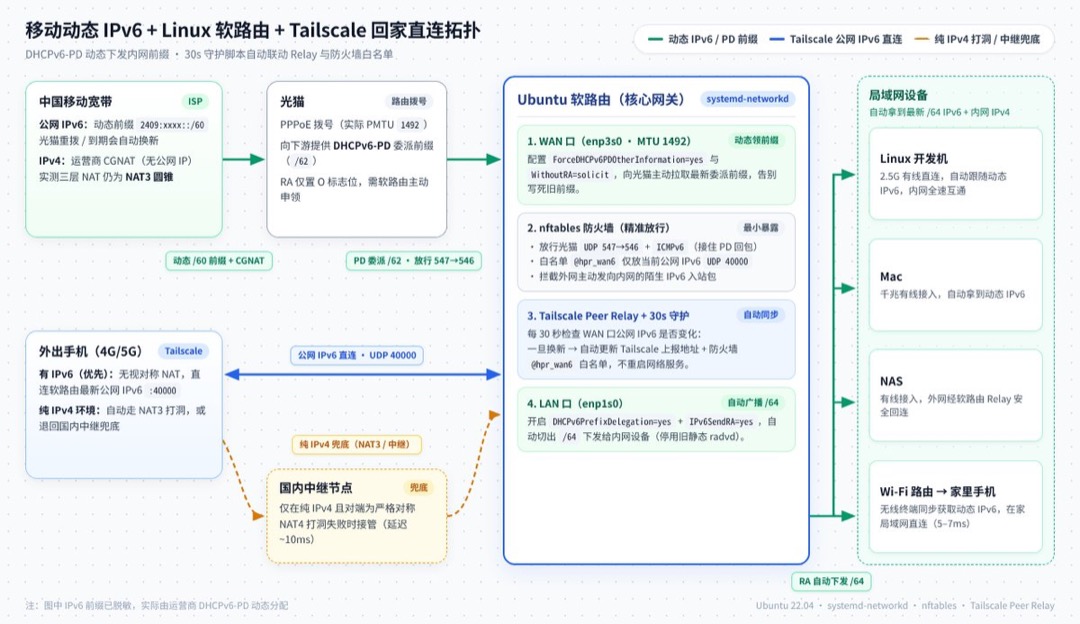 移动动态 IPv6 + Linux 软路由 + Tailscale 回家直连拓扑
DHCPv6-PD 动态下发内网前缀 • 30s 守护脚本自动联动 Relay 与防火墙白名单
动态 IPv6 / PD 前缀
Tailscale 公网 IPv6 直连
纯 IPv4 打洞 / 中继兜底
中国移动宽带
ISP
公网 IPv6：动态前缀 2409:xxxx::/60
光猫重拨 / 到期会自动换新
IPv4：运营商 CGNAT（无公网 IP）
实测三层 NAT 仍为 NAT3 圆锥
光猫
路由拨号
PPPoE 拨号（实际 PMTU 1492 ）
向下游提供 DHCPv6-PD 委派前缀
（ /62 ）
RA 仅置 O 标志位，需软路由主动
申领
动态 /60 前缀 + CGNAT
PD 委派 /62 • 放行 547→546
外出手机（4G/5G）
Tailscale
有 IPv6（优先）：无视对称 NAT，直
连软路由最新公网 IPv6 :40000
纯 IPv4 环境：自动走 NAT3 打洞，或
退回国内中继兜底
公网 IPv6 直连 • UDP 40000
纯 IPv4 兜底（NAT3 / 中继）
国内中继节点
兜底
仅在纯 IPv4 且对端为严格对称
NAT4 打洞失败时接管（延迟
~10ms）
Ubuntu 软路由（核心网关）
systemd-networkd
1. WAN 口（enp3s0 • MTU 1492）
动态领前缀
配置 ForceDHCPv6PDOtherInformation=yes 与
WithoutRA=solicit ，向光猫主动拉取最新委派前缀，告别
写死旧前缀。
2. nftables 防火墙（精准放行）
最小暴露
• 放行光猫 UDP 547→546 + ICMPv6 （接住 PD 回包）
• 白名单 @hpr_wan6 仅放当前公网 IPv6 UDP 40000
• 拦截外网主动发向内网的陌生 IPv6 入站包
3. Tailscale Peer Relay + 30s 守护
自动同步
每 30 秒检查 WAN 口公网 IPv6 是否变化：
一旦换新 → 自动更新 Tailscale 上报地址 + 防火墙
@hpr_wan6 白名单，不重启网络服务。
4. LAN 口（enp1s0）
自动广播 /64
开启 DHCPv6PrefixDelegation=yes + IPv6SendRA=yes ，自
动切出 /64 下发给内网设备（停用旧静态 radvd）。
局域网设备
自动拿到最新 /64 IPv6 + 内网 IPv4
Linux 开发机
2.5G 有线直连，自动跟随动态
IPv6，内网全速互通
Mac
千兆有线接入，自动拿到动态 IPv6
NAS
有线接入，外网经软路由 Relay 安
全回连
Wi-Fi 路由 → 家里手机
无线终端同步获取动态 IPv6，在家
局域网直连（5–7ms）
RA 自动下发 /64
注：图中 IPv6 前缀已脱敏，实际由运营商 DHCPv6-PD 动态分配
Ubuntu 22.04 • systemd-networkd • nftables • Tailscale Peer Relay